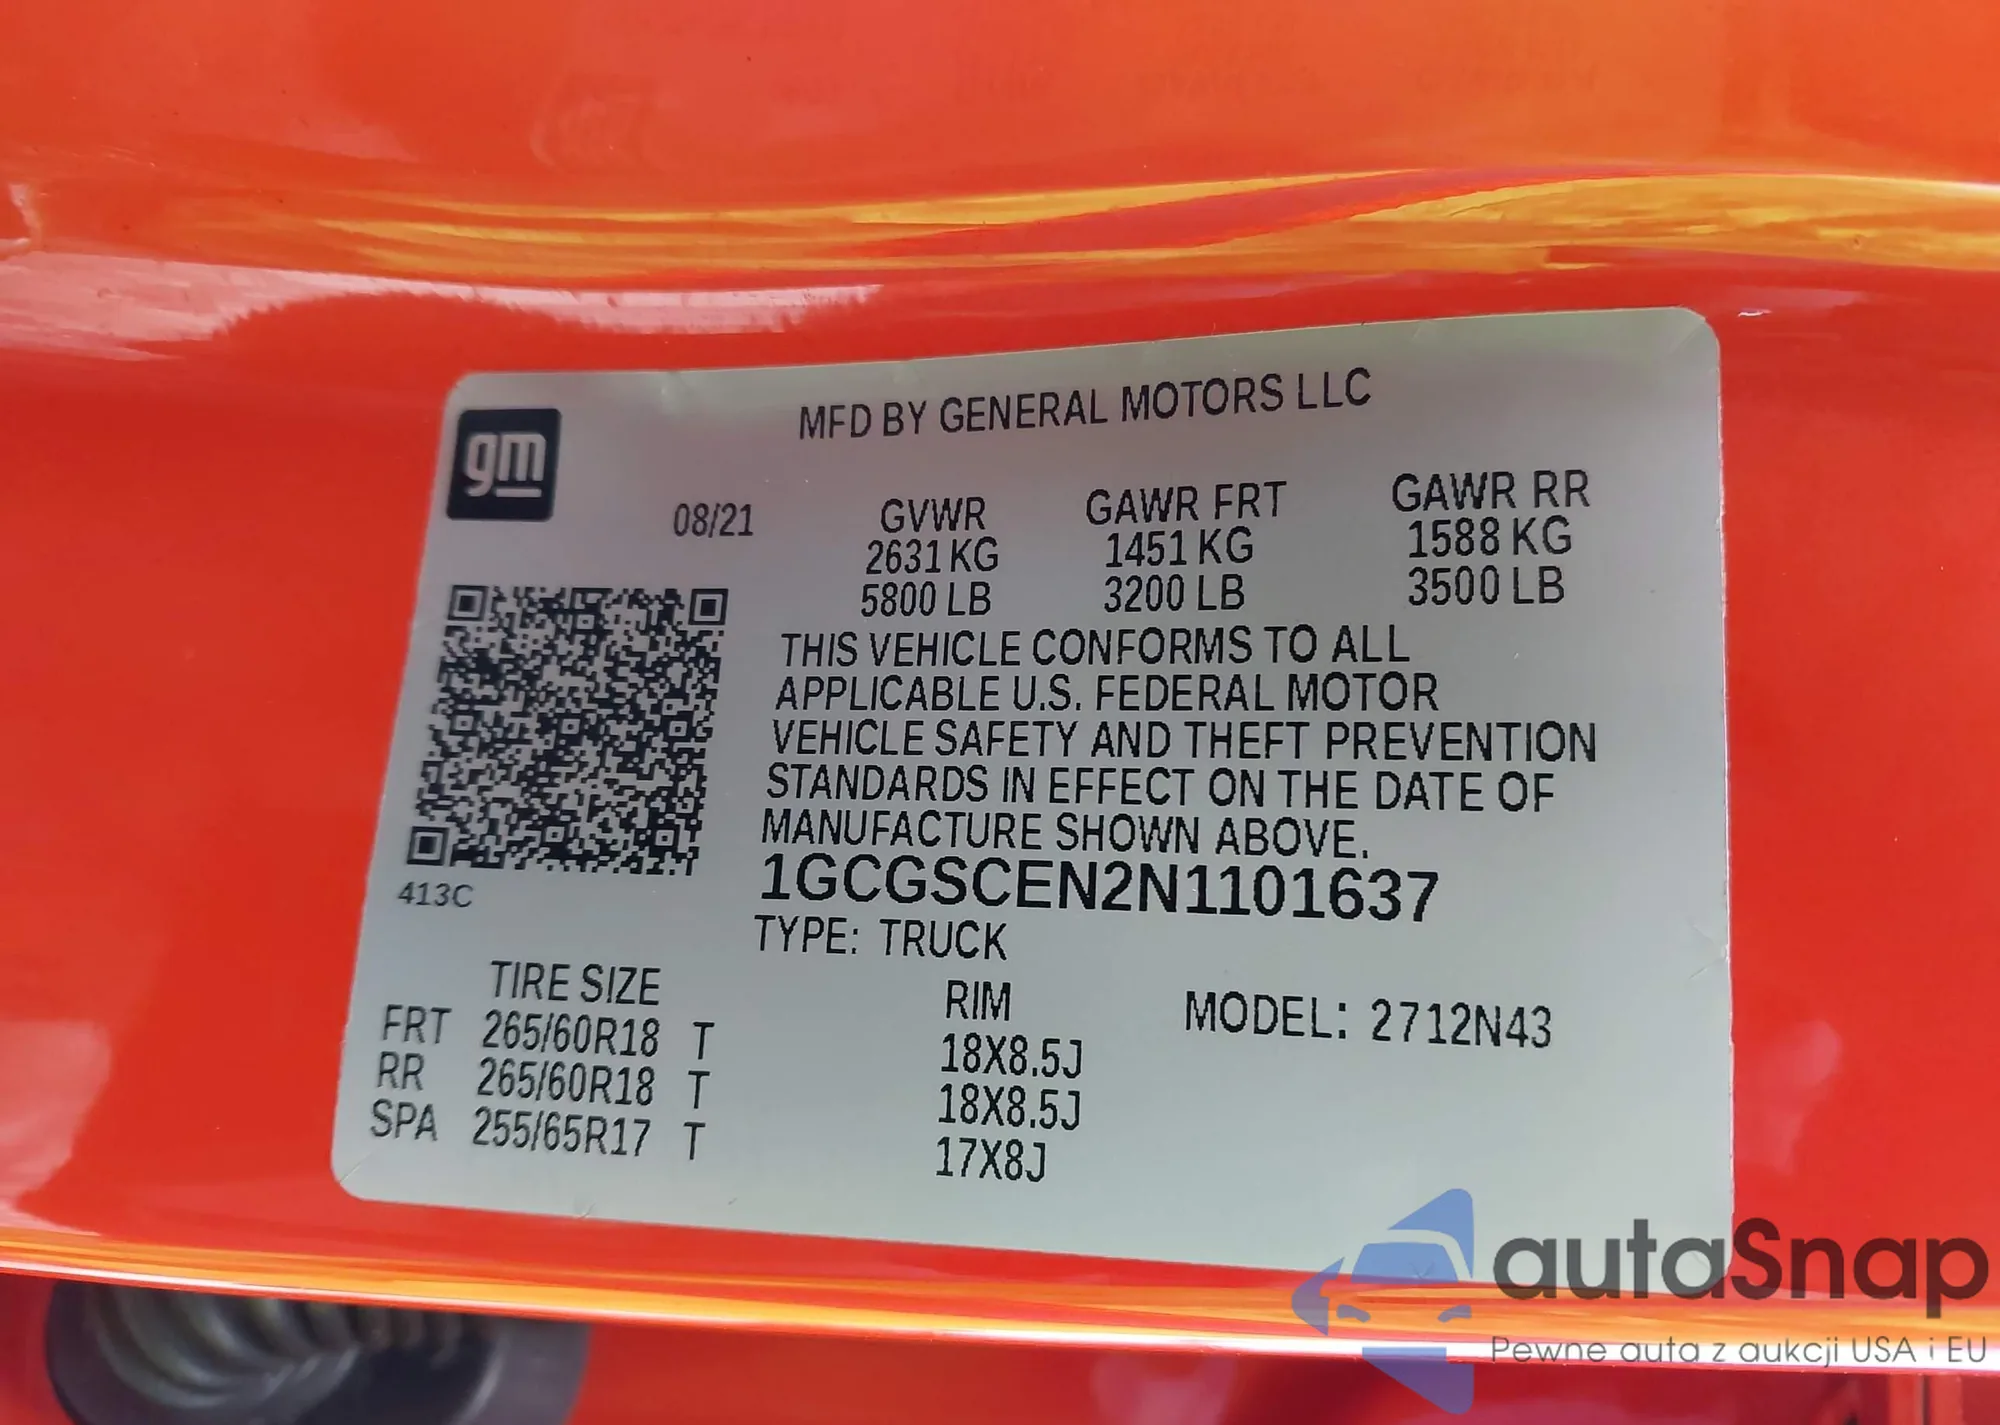 gm
MFD BY GENERAL MOTORS LLC
08/21
GVWR GAWR FRT GAWR RR
2631 KG 1451 KG 1588 KG
5800 LB 3200 LB 3500 LB
THIS VEHICLE CONFORMS TO ALL
APPLICABLE U.S. FEDERAL MOTOR
VEHICLE SAFETY AND THEFT PREVENTION
STANDARDS IN EFFECT ON THE DATE OF
MANUFACTURE SHOWN ABOVE.
413C
1GCGSCEN2N1101637
TYPE: TRUCK
TIRE SIZE RIM MODEL: 2712N43
FRT 265/60R18 T 18X8.5J
RR 265/60R18 T 18X8.5J
SPA 255/65R17 T 17X8J
autaSnap
Pewne auta z aukcji USA i EU